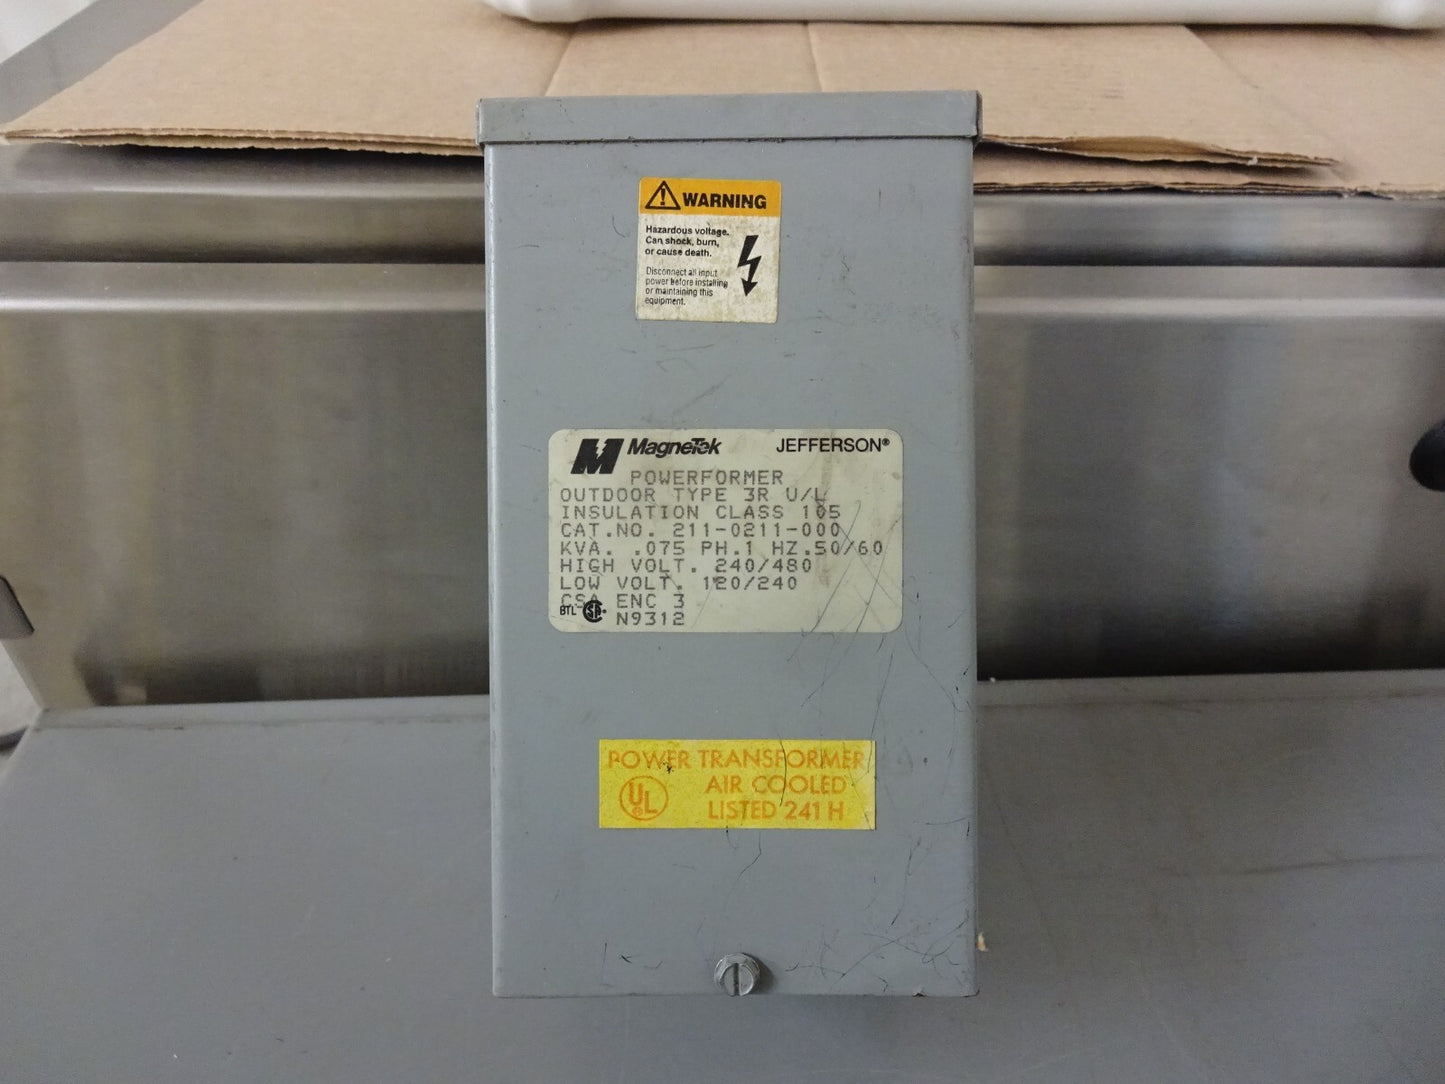 WARNING
Hazardous voltage.
Can shock, burn,
or cause death.
Disconnect all input
power before installing
or maintaining this
equipment.
MagneTek JEFFERSON®
POWERFORMER
OUTDOOR TYPE 3R U/L
INSULATION CLASS 105
CAT.NO. 211-0211-000
KVA. .075 PH.1 HZ.50/60
HIGH VOLT. 240/480
LOW VOLT. 120/240
CSA ENC 3
BTL SA N9312
POWER TRANSFORMER
UL AIR COOLED
LISTED 241 H